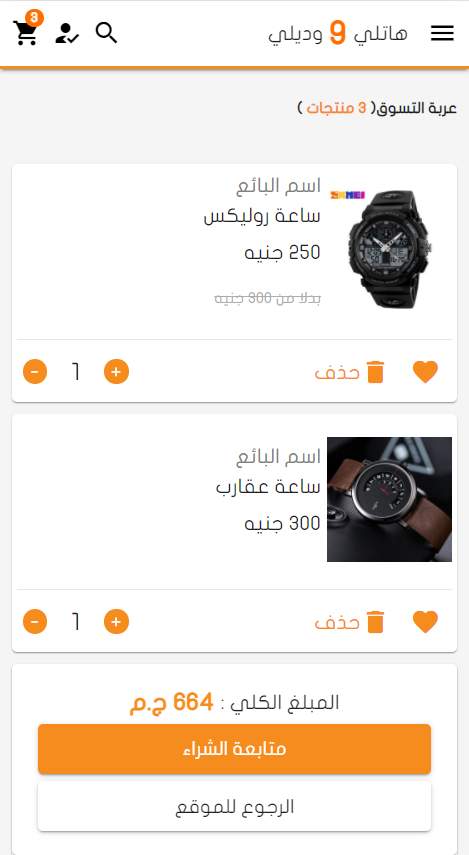 3
هاتلي 9 وديلي
عربة التسوق( 3 منتجات )
SKMEI
اسم البائع
ساعة روليكس
250 جنيه
بدلا من 300 جنيه
حذف
+ 1 -
اسم البائع
ساعة عقارب
300 جنيه
حذف
+ 1 -
المبلغ الكلي : 664 ج.م
متابعة الشراء
الرجوع للموقع